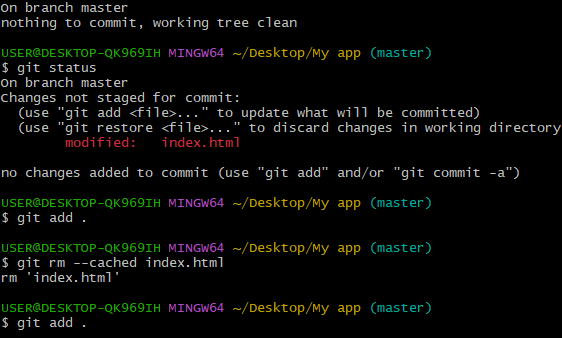 On branch master
nothing to commit, working tree clean
USER@DESKTOP-QK969IH MINGW64 ~/Desktop/My app (master)
$ git status
On branch master
Changes not staged for commit:
  (use "git add <file>..." to update what will be committed)
  (use "git restore <file>..." to discard changes in working directory
        modified:   index.html
no changes added to commit (use "git add" and/or "git commit -a")
USER@DESKTOP-QK969IH MINGW64 ~/Desktop/My app (master)
$ git add .
USER@DESKTOP-QK969IH MINGW64 ~/Desktop/My app (master)
$ git rm --cached index.html
rm 'index.html'
USER@DESKTOP-QK969IH MINGW64 ~/Desktop/My app (master)
$ git add .